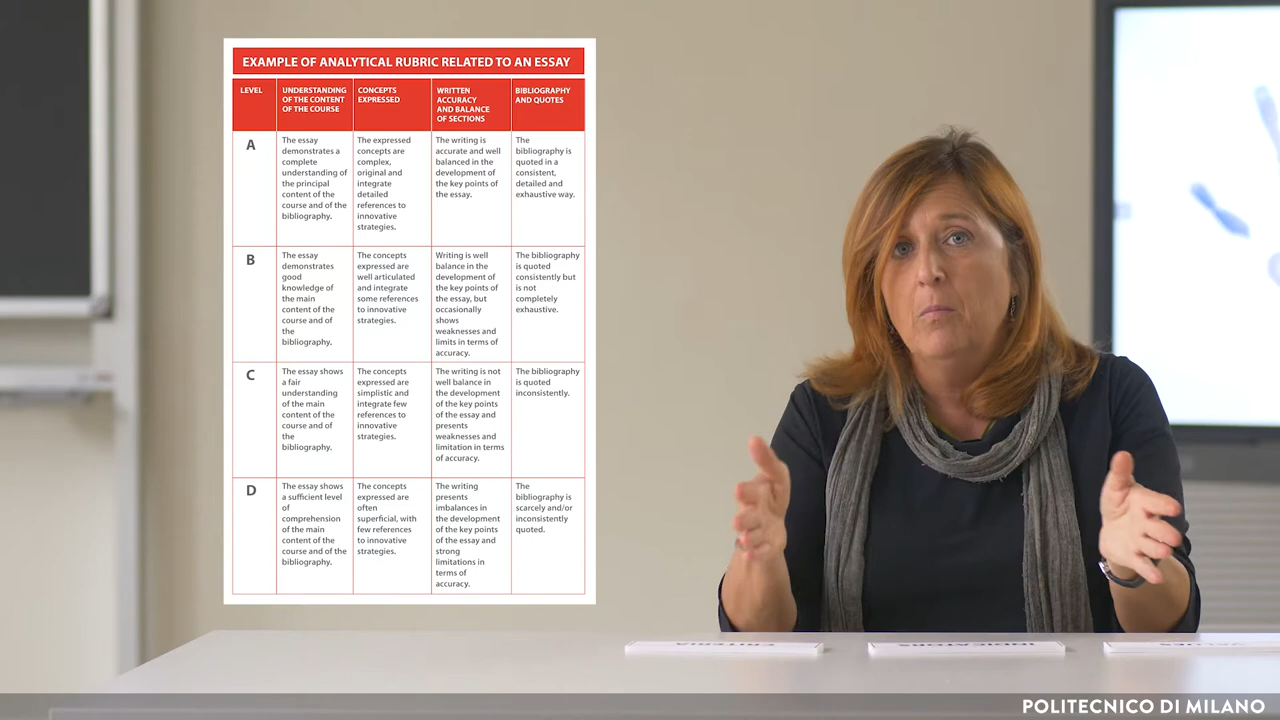 EXAMPLE OF ANALYTICAL RUBRIC RELATED TO AN ESSAY
LEVEL
UNDERSTANDING
OF THE CONTENT
OF THE COURSE
CONCEPTS
EXPRESSED
WRITTEN
ACCURACY
AND BALANCE
OF SECTIONS
BIBLIOGRAPHY
AND QUOTES
A
The essay
demonstrates a
complete
understanding of
the principal
content of the
course and of the
bibliography.
The expressed
concepts are
complex,
original and
integrate
detailed
references to
innovative
strategies.
The writing is
accurate and well
balanced in the
development of
the key points of
the essay.
The
bibliography is
quoted in a
consistent,
detailed and
exhaustive way.
B
The essay
demonstrates
good
knowledge of
the main
content of the
course and of
the
bibliography.
The concepts
expressed are
well articulated
and integrate
some references
to innovative
strategies.
Writing is well
balance in the
development of
the key points of
the essay, but
occasionally
shows
weaknesses and
limits in terms of
accuracy.
The bibliography
is quoted
consistently but
is not
completely
exhaustive.
C
The essay shows
a fair
understanding
of the main
content of the
course and of
the
bibliography.
The concepts
expressed are
simplistic and
integrate few
references to
innovative
strategies.
The writing is not
well balance in
the development
of the key points
of the essay and
presents
weaknesses and
limitation in terms
of accuracy.
The bibliography
is quoted
inconsistently.
D
The essay shows
a sufficient level
of
comprehension
of the main
content of the
course and of the
bibliography.
The concepts
expressed are
often
superficial, with
few references
to innovative
strategies.
The writing
presents
imbalances in
the development
of the key points
of the essay and
strong
limitations in
terms of
accuracy.
The
bibliography is
scarcely and/or
inconsistently
quoted.
CRITERIA
INDICATORS
VALUES
POLITECNICO DI MILANO